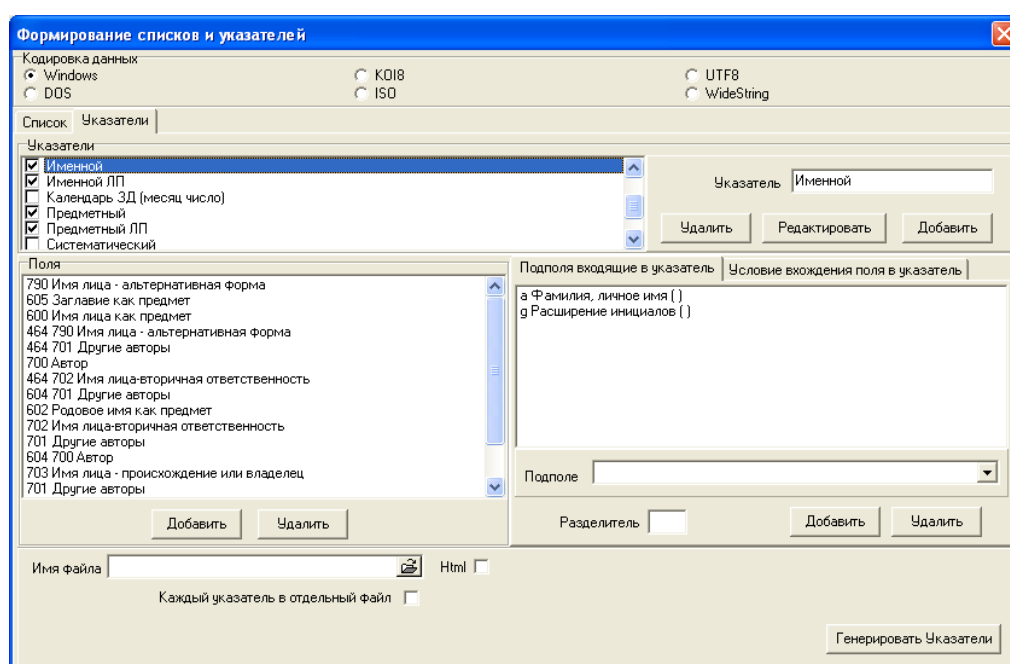 Формирование списков и указателей
Кодировка данных
Windows KOI8 UTF8
DOS ISO WideString
Список Указатели
Указатели
Именной
Именной ЛП
Календарь ЗД (месяц число)
Предметный
Предметный ЛП
Систематический
Указатель Именной
Удалить Редактировать Добавить
Поля
790 Имя лица - альтернативная форма
605 Заглавие как предмет
600 Имя лица как предмет
464 790 Имя лица - альтернативная форма
464 701 Другие авторы
700 Автор
464 702 Имя лица-вторичная ответственность
604 701 Другие авторы
602 Родовое имя как предмет
702 Имя лица-вторичная ответственность
701 Другие авторы
604 700 Автор
703 Имя лица - происхождение или владелец
701 Другие авторы
Добавить Удалить
Подполя входящие в указатель Условие вхождения поля в указатель
a Фамилия, личное имя ( )
g Расширение инициалов ( )
Подполе
Разделитель Добавить Удалить
Имя файла Html
Каждый указатель в отдельный файл
Генерировать Указатели